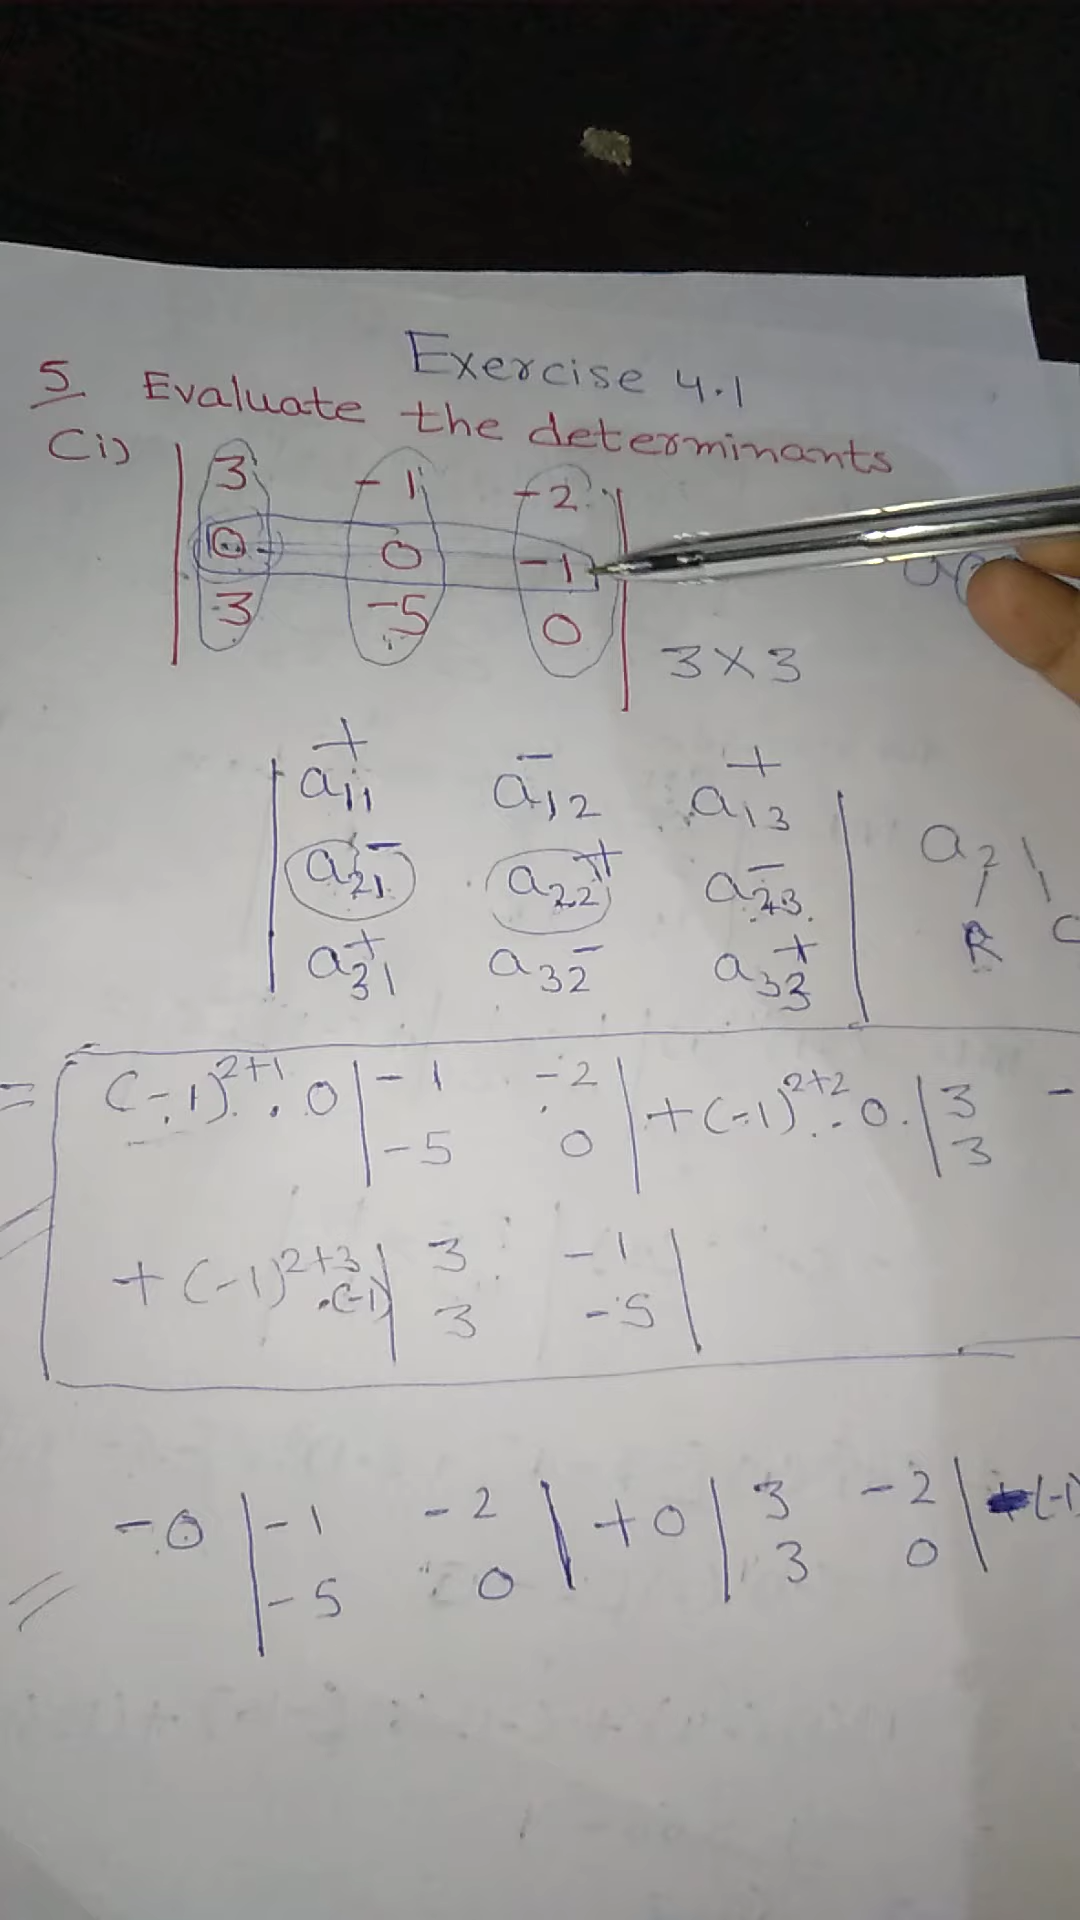 Exercise 4.1
5 Evaluate the determinants
(i) | 3 -1 -2 |
| 0 0 -1 |
| 3 -5 0 | 3×3
| a11+ a12- a13+ |
| a21- a22+ a23- | a21
| a31+ a32- a33+ | R C
= (-1)^2+1 . 0 | -1 -2 | + (-1)^2+2 . 0 . | 3 -
| -5 0 | | 3
+ (-1)^2+3 .(-1) | 3 -1 |
| 3 -5 |
= -0 | -1 -2 | +0 | 3 -2 | (-1)
| -5 0 | | 3 0 |